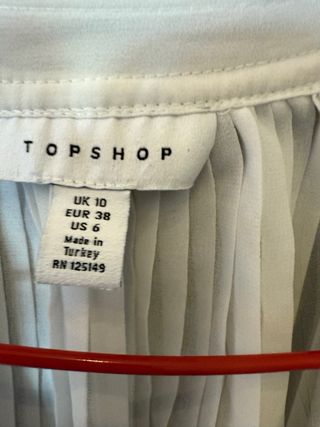 TOPSHOP
UK 10
EUR 38
US 6
Made in
Turkey
RN 125149